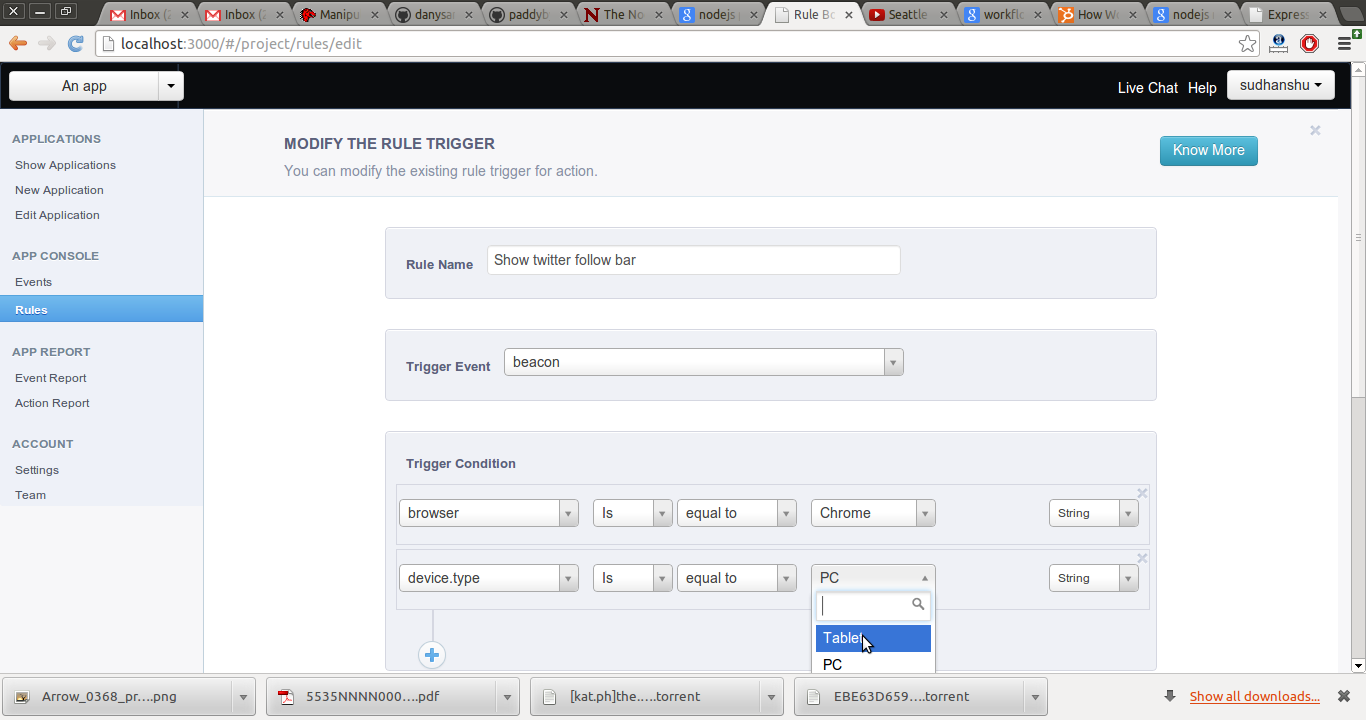 Inbox (2
Inbox (2
Manipu
danysa
paddyb
The No
nodejs
Rule Bo
Seattle
workflo
How W
nodejs
Expres
localhost:3000/#/project/rules/edit
An app
Live Chat Help sudhanshu
APPLICATIONS
Show Applications
New Application
Edit Application
APP CONSOLE
Events
Rules
APP REPORT
Event Report
Action Report
ACCOUNT
Settings
Team
MODIFY THE RULE TRIGGER
You can modify the existing rule trigger for action.
Know More
Rule Name Show twitter follow bar
Trigger Event beacon
Trigger Condition
browser Is equal to Chrome String
device.type Is equal to PC String
Tablet
PC
Arrow_0368_pr....png
5535NNNN000....pdf
[kat.ph]the.....torrent
EBE63D659....torrent
Show all downloads...